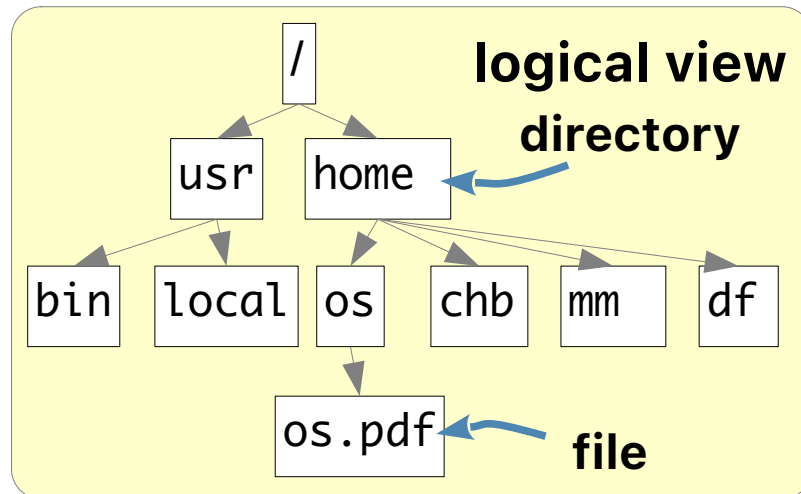 /
logical view
directory
usr
home
bin
local
os
chb
mm
df
os.pdf
file